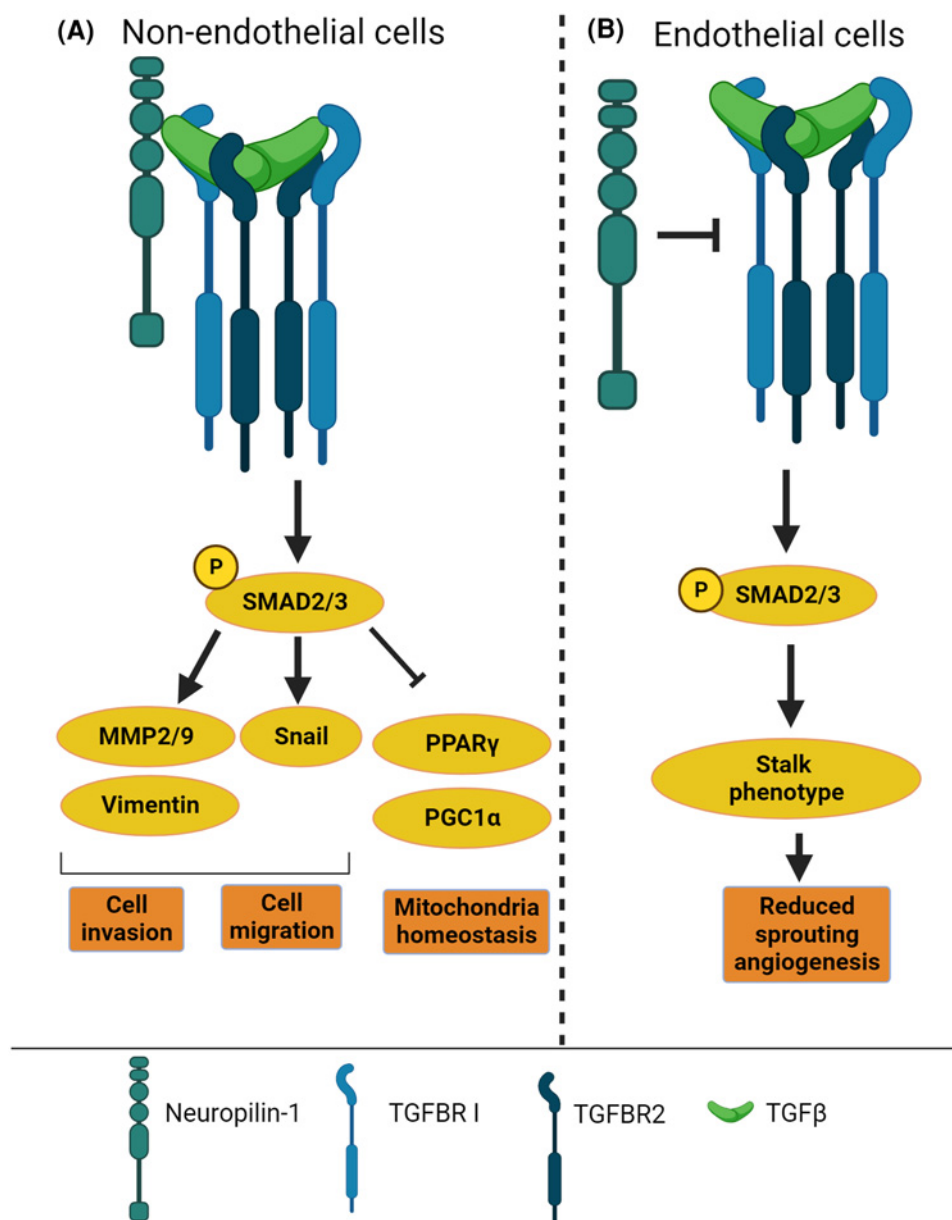 (A) Non-endothelial cells
P
SMAD2/3
MMP2/9
Snail
PPARγ
Vimentin
PGC1α
Cell
invasion
Cell
migration
Mitochondria
homeostasis
(B) Endothelial cells
P
SMAD2/3
Stalk
phenotype
Reduced
sprouting
angiogenesis
Neuropilin-1
TGFBR I
TGFBR2
TGFβ